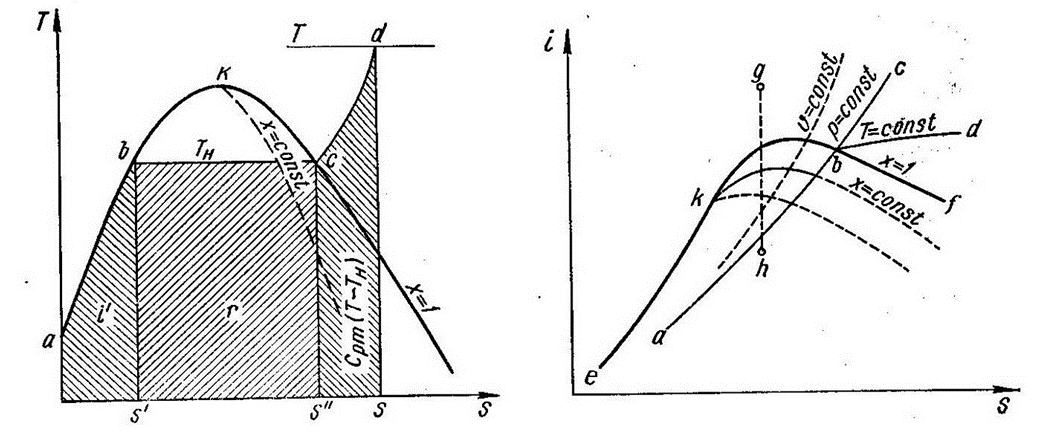 T
T
d
к
b
T_H
c
x=const
a
i'
r
C_pm (T-T_H)
x=1
s'
s"
s
s
i
g
v=const
p=const
c
T=const
d
b
x=1
k
x=const
f
h
a
e
s